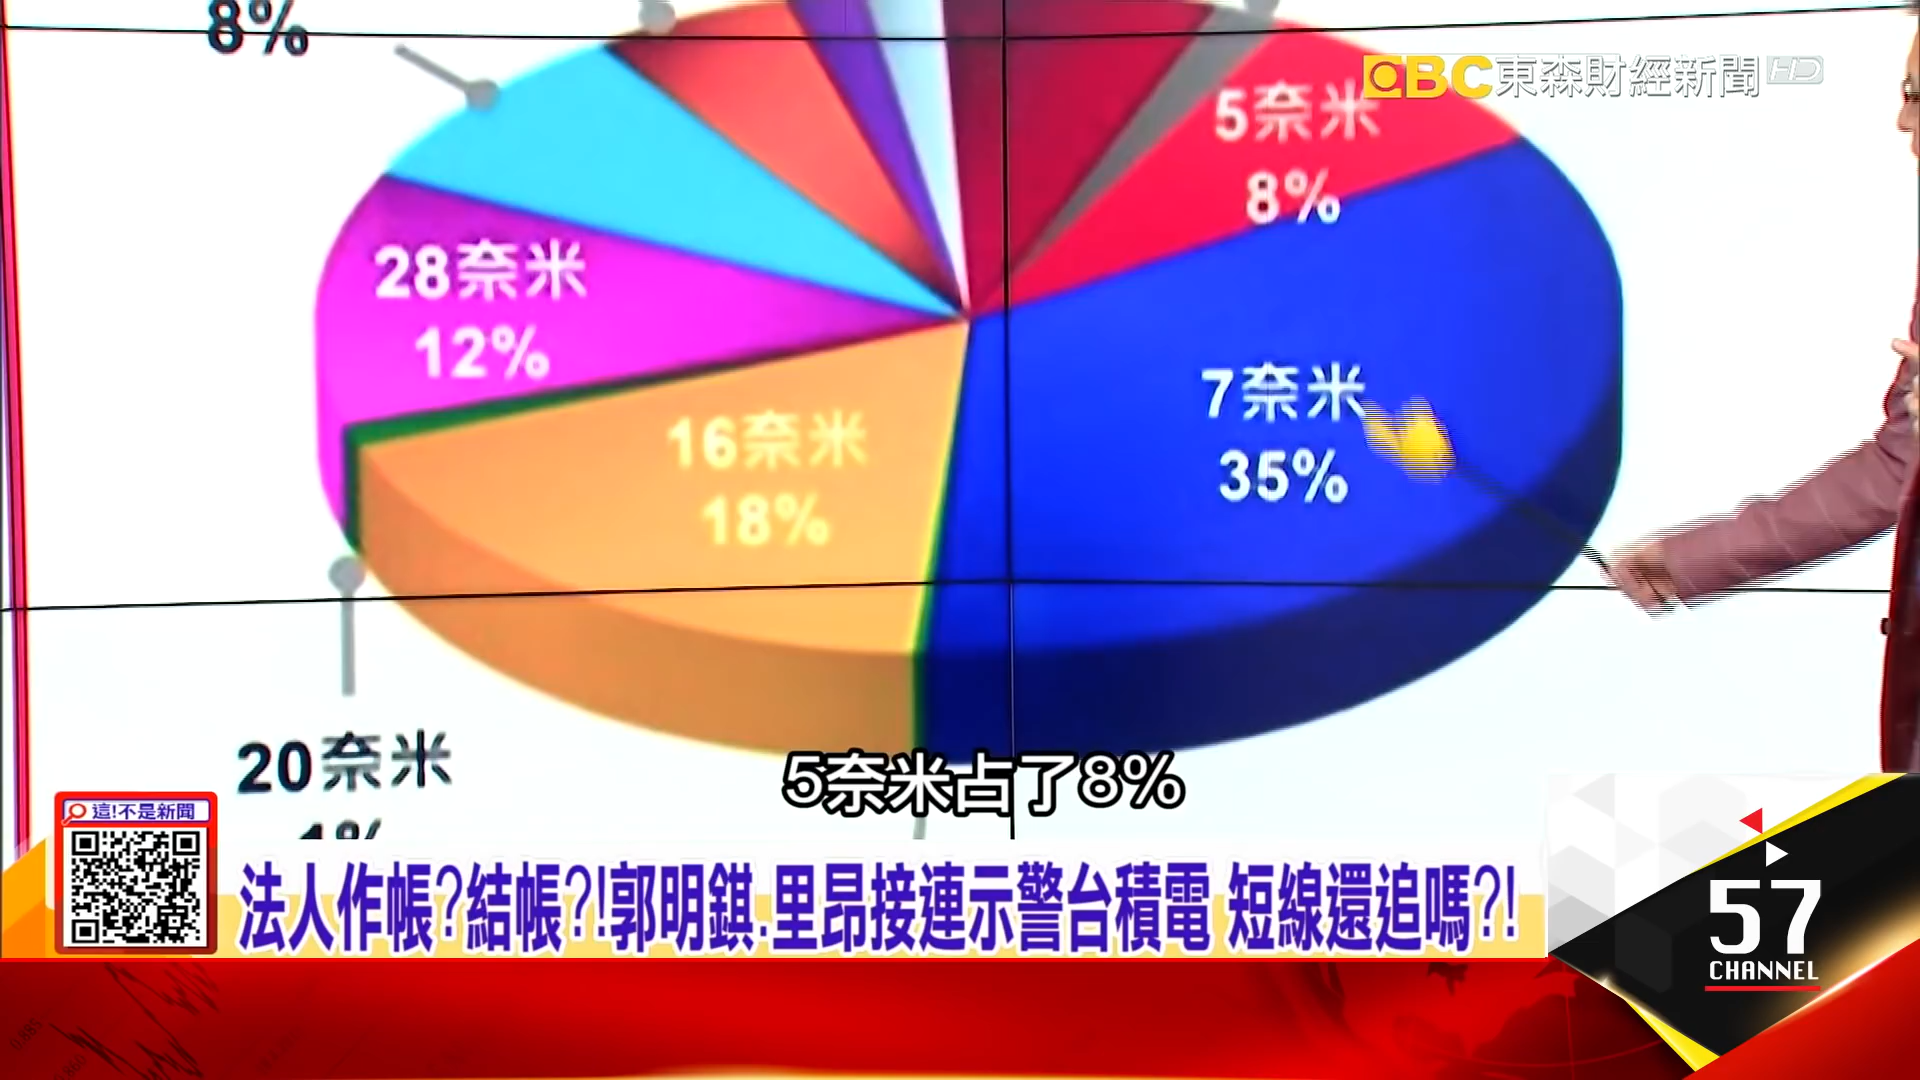 8%
EBC東森財經新聞 HD
5奈米
8%
28奈米
12%
7奈米
35%
16奈米
18%
20奈米
1%
5奈米占了8%
這!不是新聞
法人作帳?結帳?!郭明錤.里昂接連示警台積電 短線還追嗎?!
57
CHANNEL